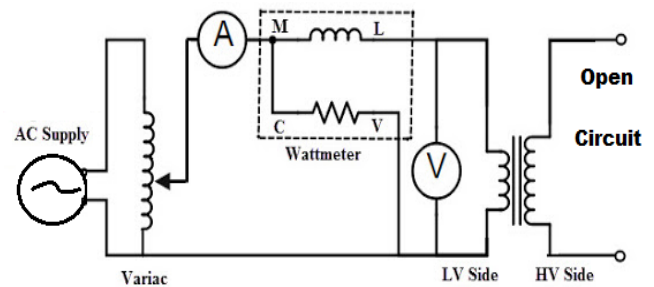 A
M
L
C
V
Wattmeter
AC Supply
Variac
V
LV Side
HV Side
Open
Circuit